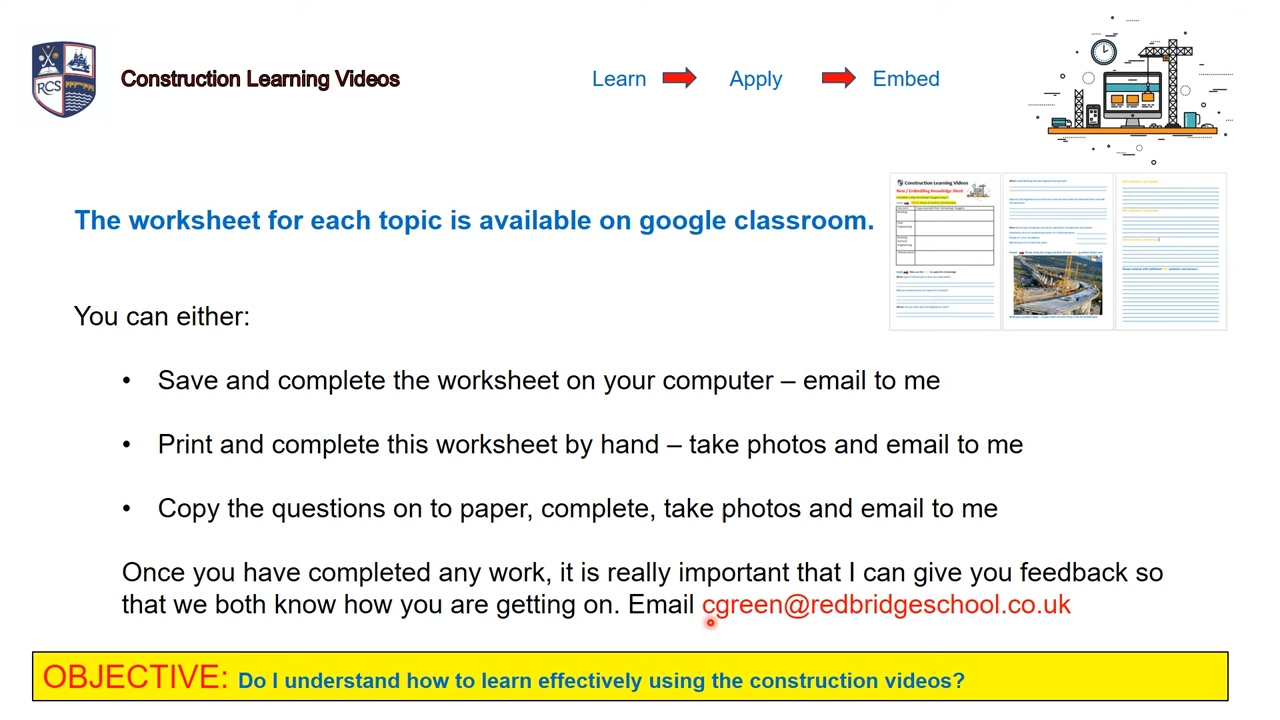 RCS
Construction Learning Videos
Learn Apply Embed
The worksheet for each topic is available on google classroom.
Construction Learning Videos
New / Embedding Knowledge Sheet
You can either:
• Save and complete the worksheet on your computer – email to me
• Print and complete this worksheet by hand – take photos and email to me
• Copy the questions on to paper, complete, take photos and email to me
Once you have completed any work, it is really important that I can give you feedback so
that we both know how you are getting on. Email cgreen@redbridgeschool.co.uk
OBJECTIVE: Do I understand how to learn effectively using the construction videos?